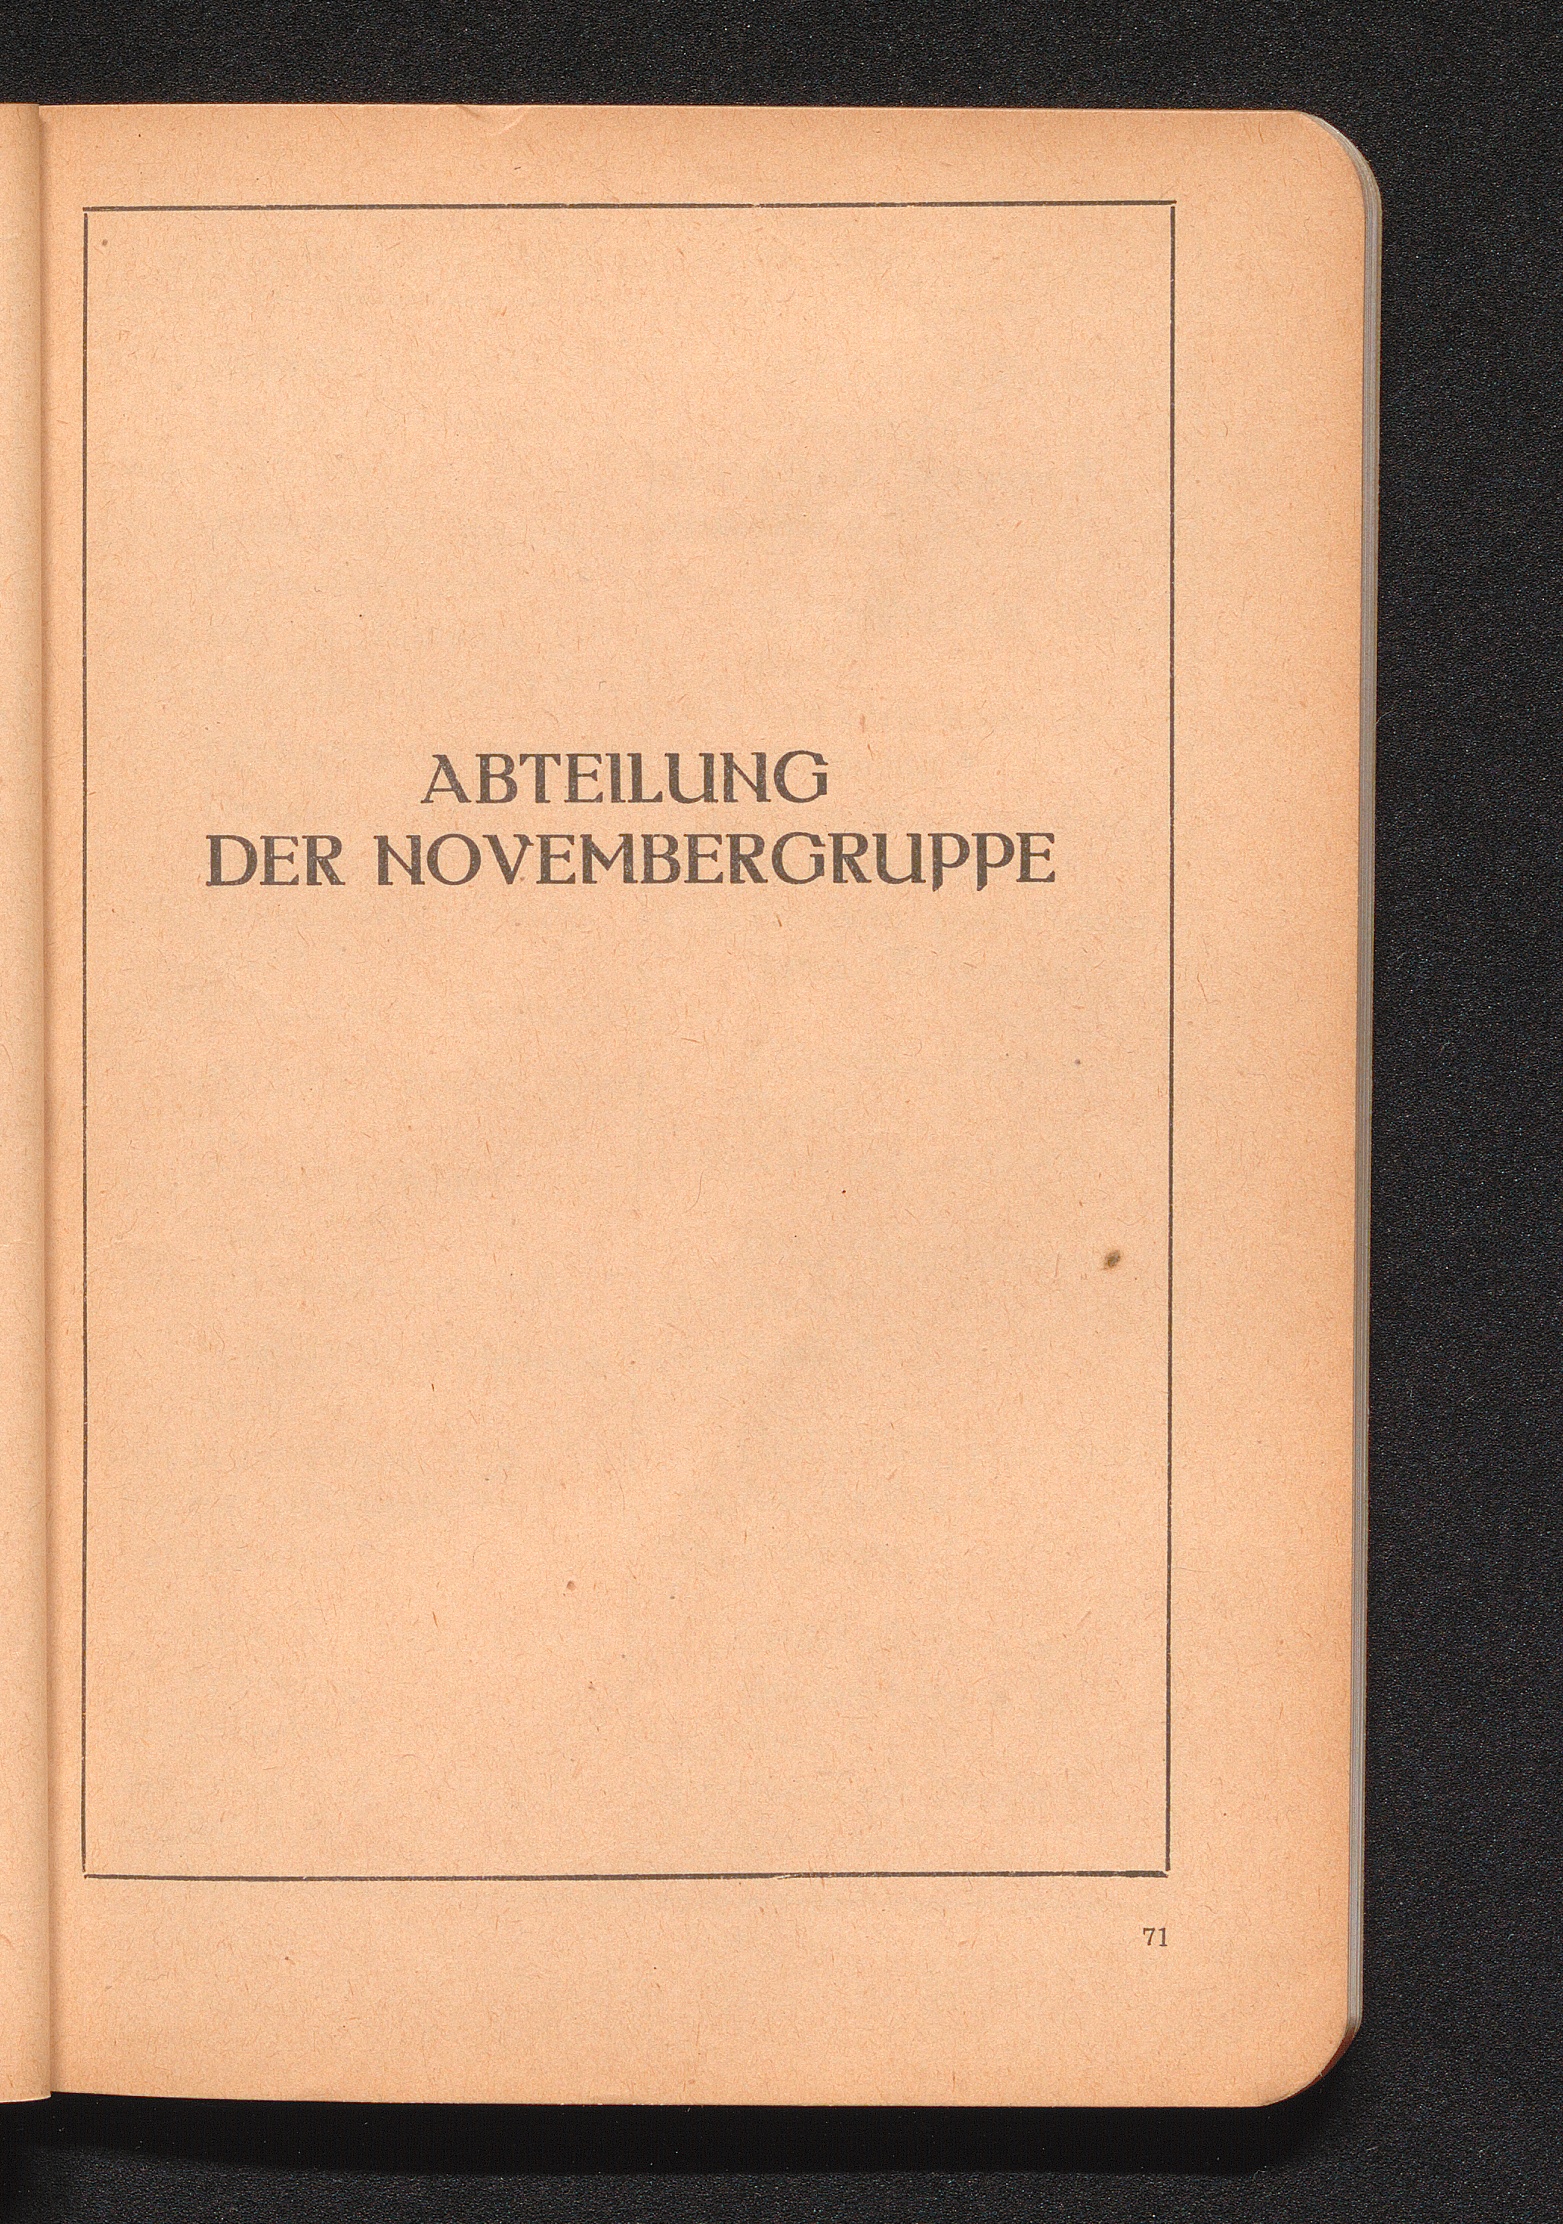 ABTEILUNG
DER NOVEMBERGRUPPE
71